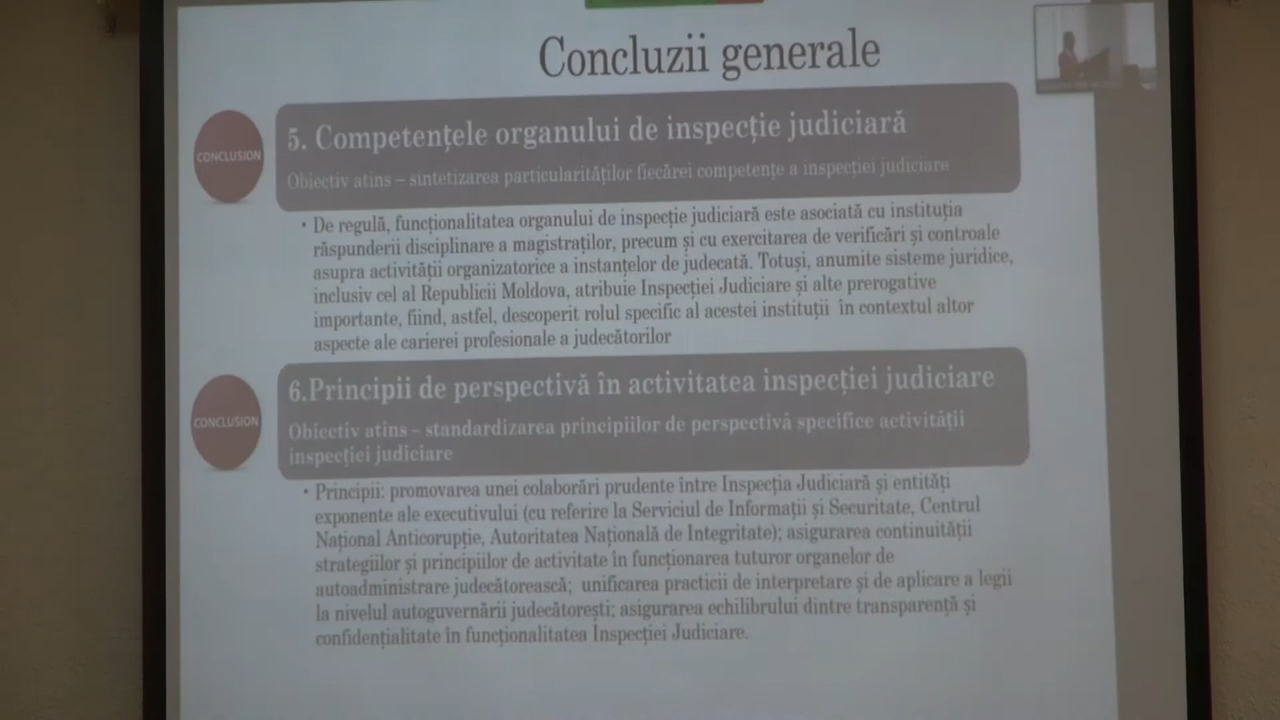 Concluzii generale
CONCLUSION
5. Competențele organului de inspecție judiciară
Obiectiv atins – sintetizarea particularităților fiecărei competențe a inspecției judiciare
• De regulă, funcționalitatea organului de inspecție judiciară este asociată cu instituția
răspunderii disciplinare a magistraților, precum și cu exercitarea de verificări și controale
asupra activității organizatorice a instanțelor de judecată. Totuși, anumite sisteme juridice,
inclusiv cel al Republicii Moldova, atribuie Inspecției Judiciare și alte prerogative
importante, fiind, astfel, descoperit rolul specific al acestei instituții în contextul altor
aspecte ale carierei profesionale a judecătorilor
CONCLUSION
6.Principii de perspectivă în activitatea inspecției judiciare
Obiectiv atins – standardizarea principiilor de perspectivă specifice activității
inspecției judiciare
• Principii: promovarea unei colaborări prudente între Inspecția Judiciară și entități
exponente ale executivului (cu referire la Serviciul de Informații și Securitate, Centrul
Național Anticorupție, Autoritatea Națională de Integritate); asigurarea continuității
strategiilor și principiilor de activitate în funcționarea tuturor organelor de
autoadministrare judecătorească; unificarea practicii de interpretare și de aplicare a legii
la nivelul autoguvernării judecătorești; asigurarea echilibrului dintre transparență și
confidențialitate în funcționalitatea Inspecției Judiciare.